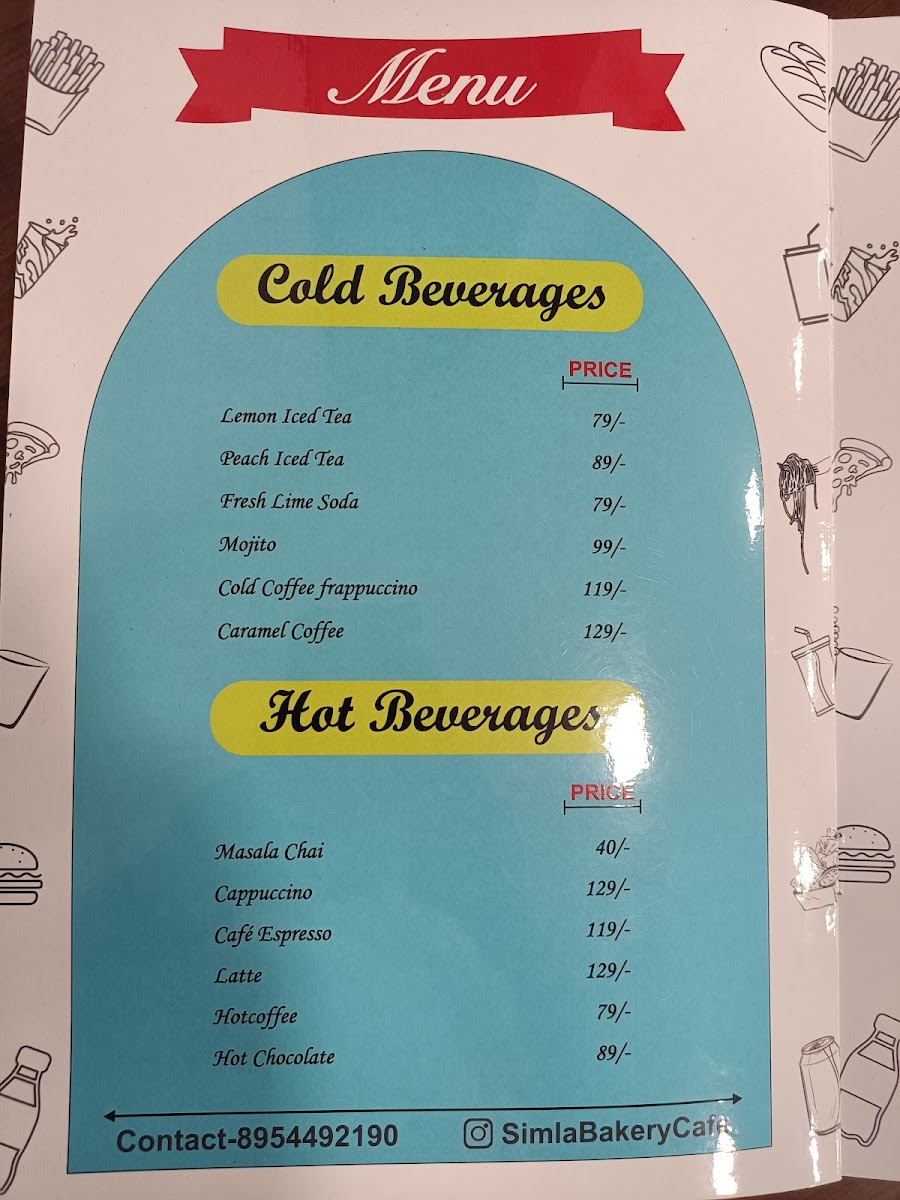 Menu
Cold Beverages
PRICE
Lemon Iced Tea 79/-
Peach Iced Tea 89/-
Fresh Lime Soda 79/-
Mojito 99/-
Cold Coffee frappuccino 119/-
Caramel Coffee 129/-
Hot Beverages
PRICE
Masala Chai 40/-
Cappuccino 129/-
Café Espresso 119/-
Latte 129/-
Hotcoffee 79/-
Hot Chocolate 89/-
Contact-8954492190 SimlaBakeryCafe